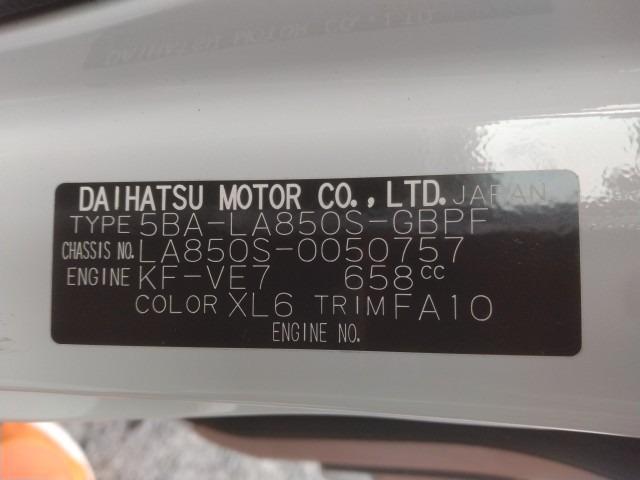 DAIHATSU MOTOR CO., LTD. JAPAN
TYPE 5BA-LA850S-GBPF
CHASSIS NO. LA850S-0050757
ENGINE KF-VE7 658cc
COLOR XL6 TRIM FA10
ENGINE NO.